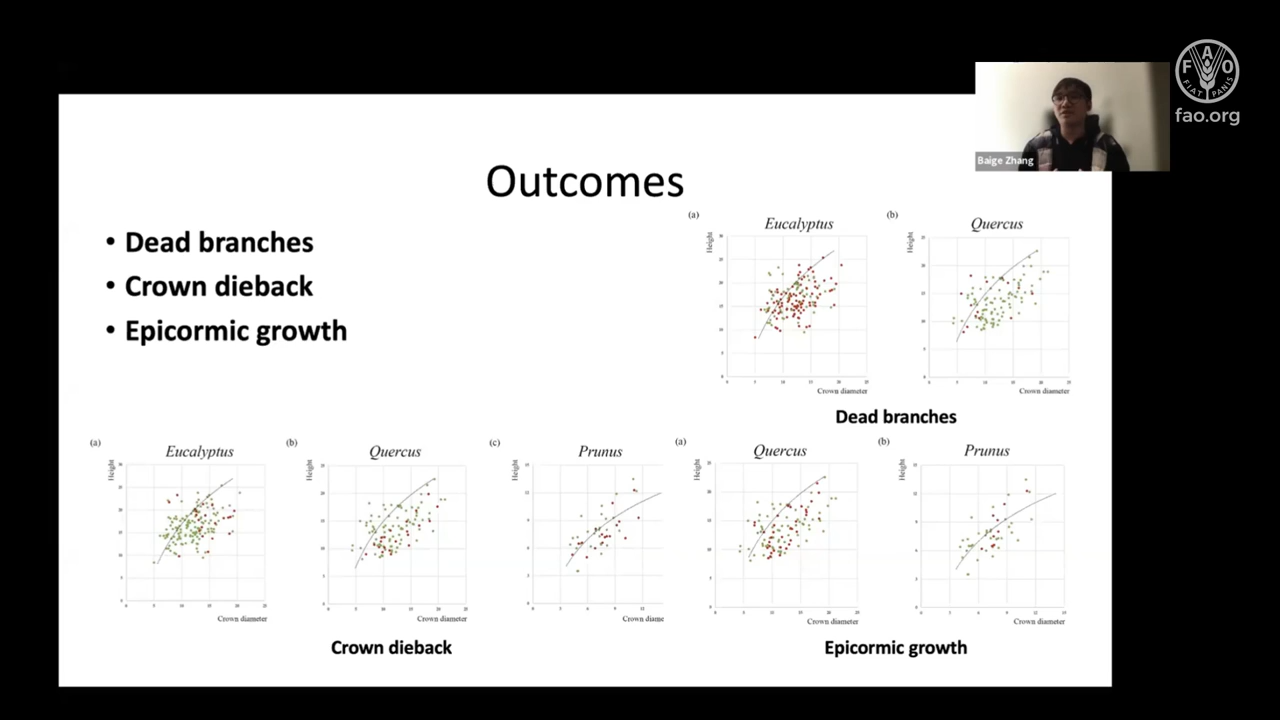 F A O
FIAT PANIS
fao.org
Baige Zhang
Outcomes
• Dead branches
• Crown dieback
• Epicormic growth
(a)
Eucalyptus
Height
Crown diameter
(b)
Quercus
Height
Crown diameter
Dead branches
(a)
Eucalyptus
Height
Crown diameter
(b)
Quercus
Height
Crown diameter
(c)
Prunus
Height
Crown diame
Crown dieback
(a)
Quercus
Height
Crown diameter
(b)
Prunus
Height
Crown diameter
Epicormic growth